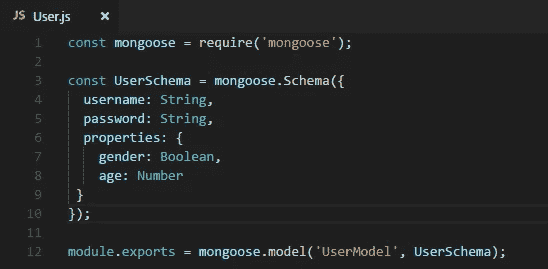 JS User.js ×
1 const mongoose = require('mongoose');
2
3 const UserSchema = mongoose.Schema({
4 username: String,
5 password: String,
6 properties: {
7 gender: Boolean,
8 age: Number
9 }
10 });
11
12 module.exports = mongoose.model('UserModel', UserSchema);